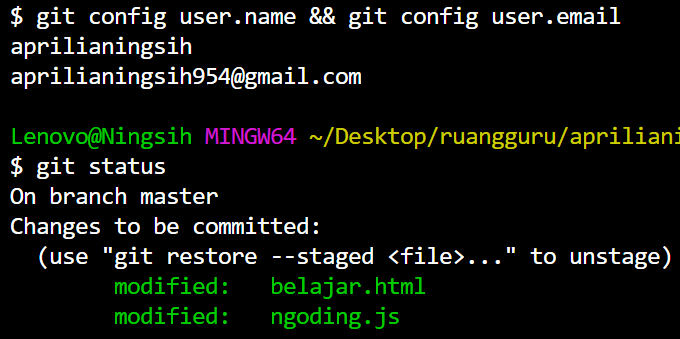 $ git config user.name && git config user.email
aprilianingsih
aprilianingsih954@gmail.com
Lenovo@Ningsih MINGW64 ~/Desktop/ruangguru/apriliani
$ git status
On branch master
Changes to be committed:
(use "git restore --staged <file>..." to unstage)
modified: belajar.html
modified: ngoding.js